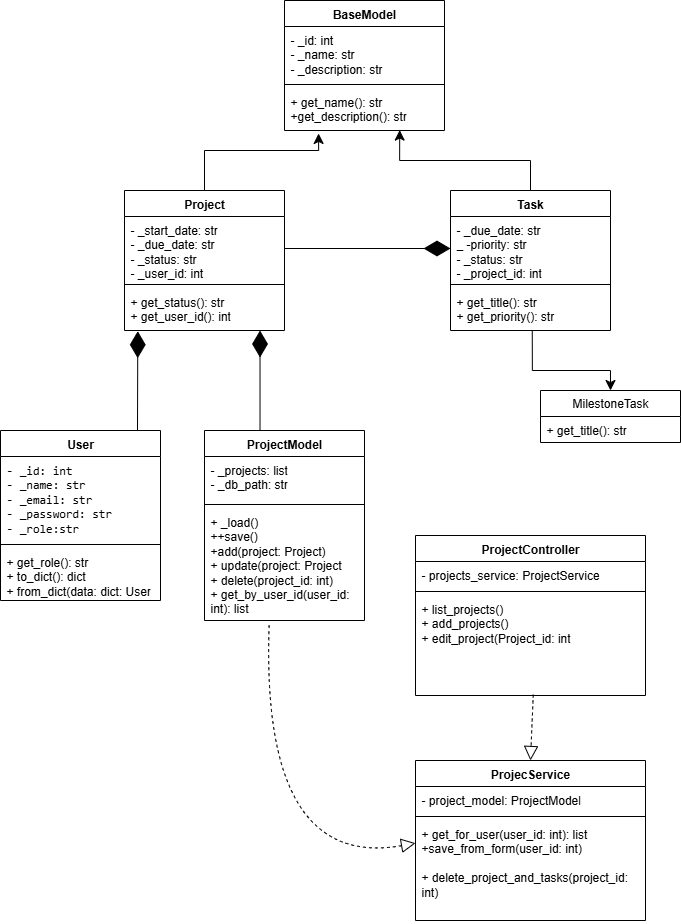 BaseModel
- _id: int
- _name: str
- _description: str
+ get_name(): str
+get_description(): str
Project
- _start_date: str
- _due_date: str
- _status: str
- _user_id: int
+ get_status(): str
+ get_user_id(): int
Task
- _due_date: str
_ -priority: str
- _status: str
- _project_id: int
+ get_title(): str
+ get_priority(): str
MilestoneTask
+ get_title(): str
User
- _id: int
- _name: str
- _email: str
- _password: str
- _role:str
+ get_role(): str
+ to_dict(): dict
+ from_dict(data: dict: User
ProjectModel
- _projects: list
- _db_path: str
+ _load()
++save()
+add(project: Project)
+ update(project: Project
+ delete(project_id: int)
+ get_by_user_id(user_id:
int): list
ProjectController
- projects_service: ProjectService
+ list_projects()
+ add_projects()
+ edit_project(Project_id: int
ProjecService
- project_model: ProjectModel
+ get_for_user(user_id: int): list
+save_from_form(user_id: int)
+ delete_project_and_tasks(project_id:
int)